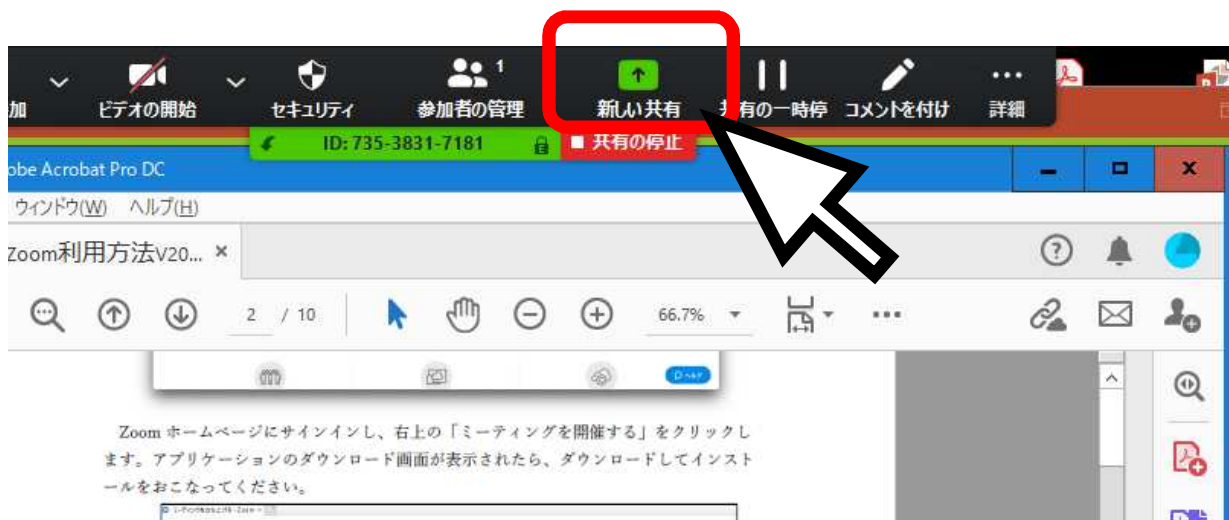 1
加 ビデオの開始 セキュリティ 参加者の管理 新しい共有 共有の一時停 コメントを付け 詳細
ID: 735-3831-7181 共有の停止
obe Acrobat Pro DC
ウィンドウ(W) ヘルプ(H)
Zoom利用方法V20... ×
2 / 10 66.7%
Zoom ホームページにサインインし、右上の「ミーティングを開催する」をクリックし
ます。アプリケーションのダウンロード画面が表示されたら、ダウンロードしてインスト
ールをおこなってください。